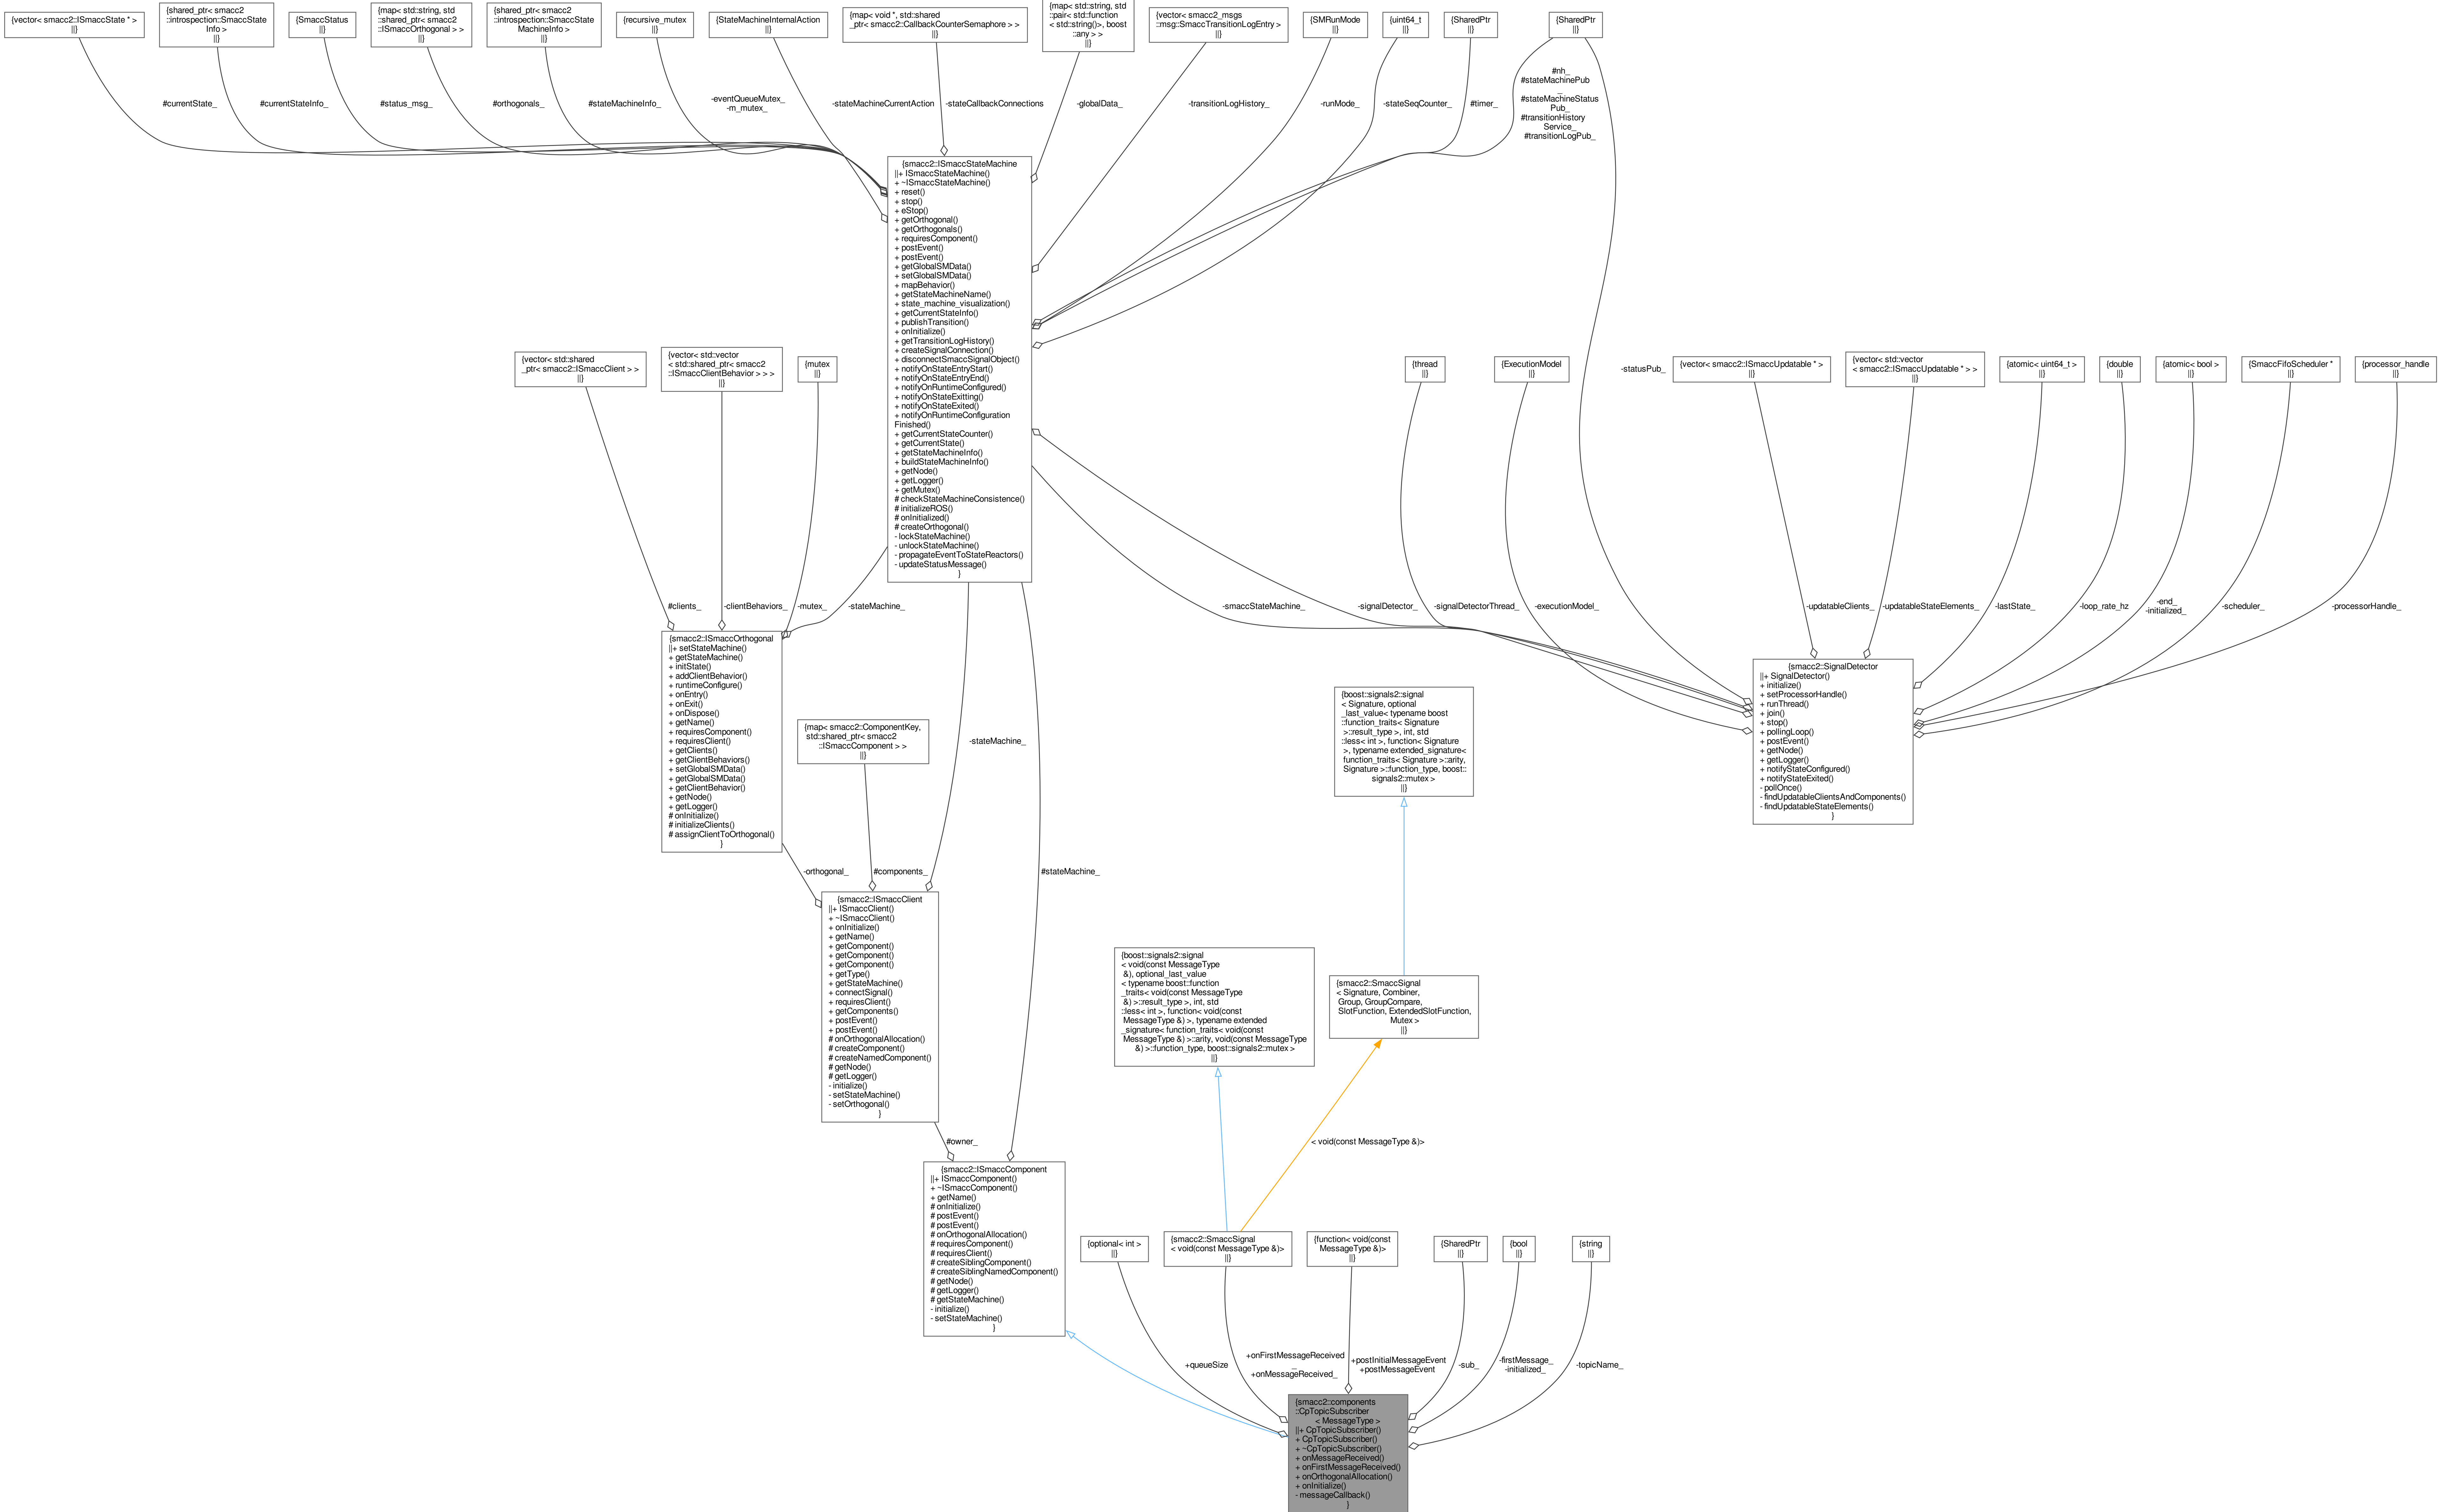 {vector< smacc2::ISmaccState * >
||}
{shared_ptr< smacc2
::introspection::SmaccState
Info >
||}
{SmaccStatus
||}
{map< std::string, std
::shared_ptr< smacc2
::ISmaccOrthogonal > >
||}
{shared_ptr< smacc2
::introspection::SmaccState
MachineInfo >
||}
{recursive_mutex
||}
{StateMachineInternalAction
||}
{map< void *, std::shared
_ptr< smacc2::CallbackCounterSemaphore > >
||}
{map< std::string, std
::pair< std::function
< std::string()>, boost
::any > >
||}
{vector< smacc2_msgs
::msg::SmaccTransitionLogEntry >
||}
{SMRunMode
||}
{uint64_t
||}
{SharedPtr
||}
{SharedPtr
||}
#currentState_
#currentStateInfo_
#status_msg_
#orthogonals_
#stateMachineInfo_
-eventQueueMutex_
-m_mutex_
-stateMachineCurrentAction
-stateCallbackConnections
-globalData_
-transitionLogHistory_
-runMode_
-stateSeqCounter_
#timer_
#nh_
#stateMachinePub
_
#stateMachineStatus
Pub_
#transitionHistory
Service_
#transitionLogPub_
{smacc2::ISmaccStateMachine
||+ ISmaccStateMachine()
+ ~ISmaccStateMachine()
+ reset()
+ stop()
+ eStop()
+ getOrthogonal()
+ getOrthogonals()
+ requiresComponent()
+ postEvent()
+ postEvent()
+ getGlobalSMData()
+ setGlobalSMData()
+ mapBehavior()
+ getStateMachineName()
+ state_machine_visualization()
+ getCurrentStateInfo()
+ publishTransition()
+ onInitialize()
+ getTransitionLogHistory()
+ createSignalConnection()
+ disconnectSmaccSignalObject()
+ notifyOnStateEntryStart()
+ notifyOnStateEntryEnd()
+ notifyOnRuntimeConfigured()
+ notifyOnStateExitting()
+ notifyOnStateExited()
+ notifyOnRuntimeConfiguration
Finished()
+ getCurrentStateCounter()
+ getCurrentState()
+ getStateMachineInfo()
+ buildStateMachineInfo()
+ getNode()
+ getLogger()
+ getMutex()
# checkStateMachineConsistence()
# initializeROS()
# onInitialized()
# createOrthogonal()
- lockStateMachine()
- unlockStateMachine()
- propagateEventToStateReactors()
- updateStatusMessage()
}
{vector< std::shared
_ptr< smacc2::ISmaccClient > >
||}
{vector< std::vector
< std::shared_ptr< smacc2
::ISmaccClientBehavior > > >
||}
{mutex
||}
{thread
||}
{ExecutionModel
||}
-statusPub_
{vector< smacc2::ISmaccUpdatable * >
||}
{vector< std::vector
< smacc2::ISmaccUpdatable * > >
||}
{atomic< uint64_t >
||}
{double
||}
{atomic< bool >
||}
{SmaccFifoScheduler *
||}
{processor_handle
||}
#clients_
-clientBehaviors_
-mutex_
-stateMachine_
-smaccStateMachine_
-signalDetector_
-signalDetectorThread_
-executionModel_
-updatableClients_
-updatableStateElements_
-lastState_
-loop_rate_hz
-end_
-initialized_
-scheduler_
-processorHandle_
{smacc2::ISmaccOrthogonal
||+ setStateMachine()
+ getStateMachine()
+ initState()
+ addClientBehavior()
+ runtimeConfigure()
+ onEntry()
+ onExit()
+ onDispose()
+ getName()
+ requiresComponent()
+ requiresClient()
+ getClients()
+ getClientBehaviors()
+ setGlobalSMData()
+ getGlobalSMData()
+ getClientBehavior()
+ getNode()
+ getLogger()
# onInitialize()
# initializeClients()
# assignClientToOrthogonal()
}
{smacc2::SignalDetector
||+ SignalDetector()
+ initialize()
+ setProcessorHandle()
+ runThread()
+ join()
+ stop()
+ pollingLoop()
+ postEvent()
+ getNode()
+ getLogger()
+ notifyStateConfigured()
+ notifyStateExited()
- pollOnce()
- findUpdatableClientsAndComponents()
- findUpdatableStateElements()
}
{map< smacc2::ComponentKey,
std::shared_ptr< smacc2
::ISmaccComponent > >
||}
-stateMachine_
{boost::signals2::signal
< Signature, optional
_last_value< typename boost
::function_traits< Signature
>::result_type >, int, std
::less< int >, function< Signature
>, typename extended_signature<
function_traits< Signature >::arity,
Signature >::function_type, boost::
signals2::mutex >
||}
-orthogonal_
#components_
#stateMachine_
{smacc2::ISmaccClient
||+ ISmaccClient()
+ ~ISmaccClient()
+ onInitialize()
+ getName()
+ getComponent()
+ getComponent()
+ getComponent()
+ getType()
+ getStateMachine()
+ connectSignal()
+ requiresClient()
+ getComponents()
+ postEvent()
+ postEvent()
# onOrthogonalAllocation()
# createComponent()
# createNamedComponent()
# getNode()
# getLogger()
- initialize()
- setStateMachine()
- setOrthogonal()
}
{boost::signals2::signal
< void(const MessageType
&), optional_last_value
< typename boost::function
_traits< void(const MessageType
&) >::result_type >, int, std
::less< int >, function< void(const
MessageType &) >, typename extended
_signature< function_traits< void(const
MessageType &) >::arity, void(const MessageType
&) >::function_type, boost::signals2::mutex >
||}
{smacc2::SmaccSignal
< Signature, Combiner,
Group, GroupCompare,
SlotFunction, ExtendedSlotFunction,
Mutex >
||}
#owner_
< void(const MessageType &)>
{smacc2::ISmaccComponent
||+ ISmaccComponent()
+ ~ISmaccComponent()
+ getName()
# onInitialize()
# postEvent()
# postEvent()
# onOrthogonalAllocation()
# requiresComponent()
# requiresClient()
# createSiblingComponent()
# createSiblingNamedComponent()
# getNode()
# getLogger()
# getStateMachine()
- initialize()
- setStateMachine()
}
{optional< int >
||}
{smacc2::SmaccSignal
< void(const MessageType &)>
||}
{function< void(const
MessageType &)>
||}
{SharedPtr
||}
{bool
||}
{string
||}
+queueSize
+onFirstMessageReceived
_
+onMessageReceived_
+postInitialMessageEvent
+postMessageEvent
-sub_
-firstMessage_
-initialized_
-topicName_
{smacc2::components
::CpTopicSubscriber
< MessageType >
||+ CpTopicSubscriber()
+ CpTopicSubscriber()
+ ~CpTopicSubscriber()
+ onMessageReceived()
+ onFirstMessageReceived()
+ onOrthogonalAllocation()
+ onInitialize()
- messageCallback()
}